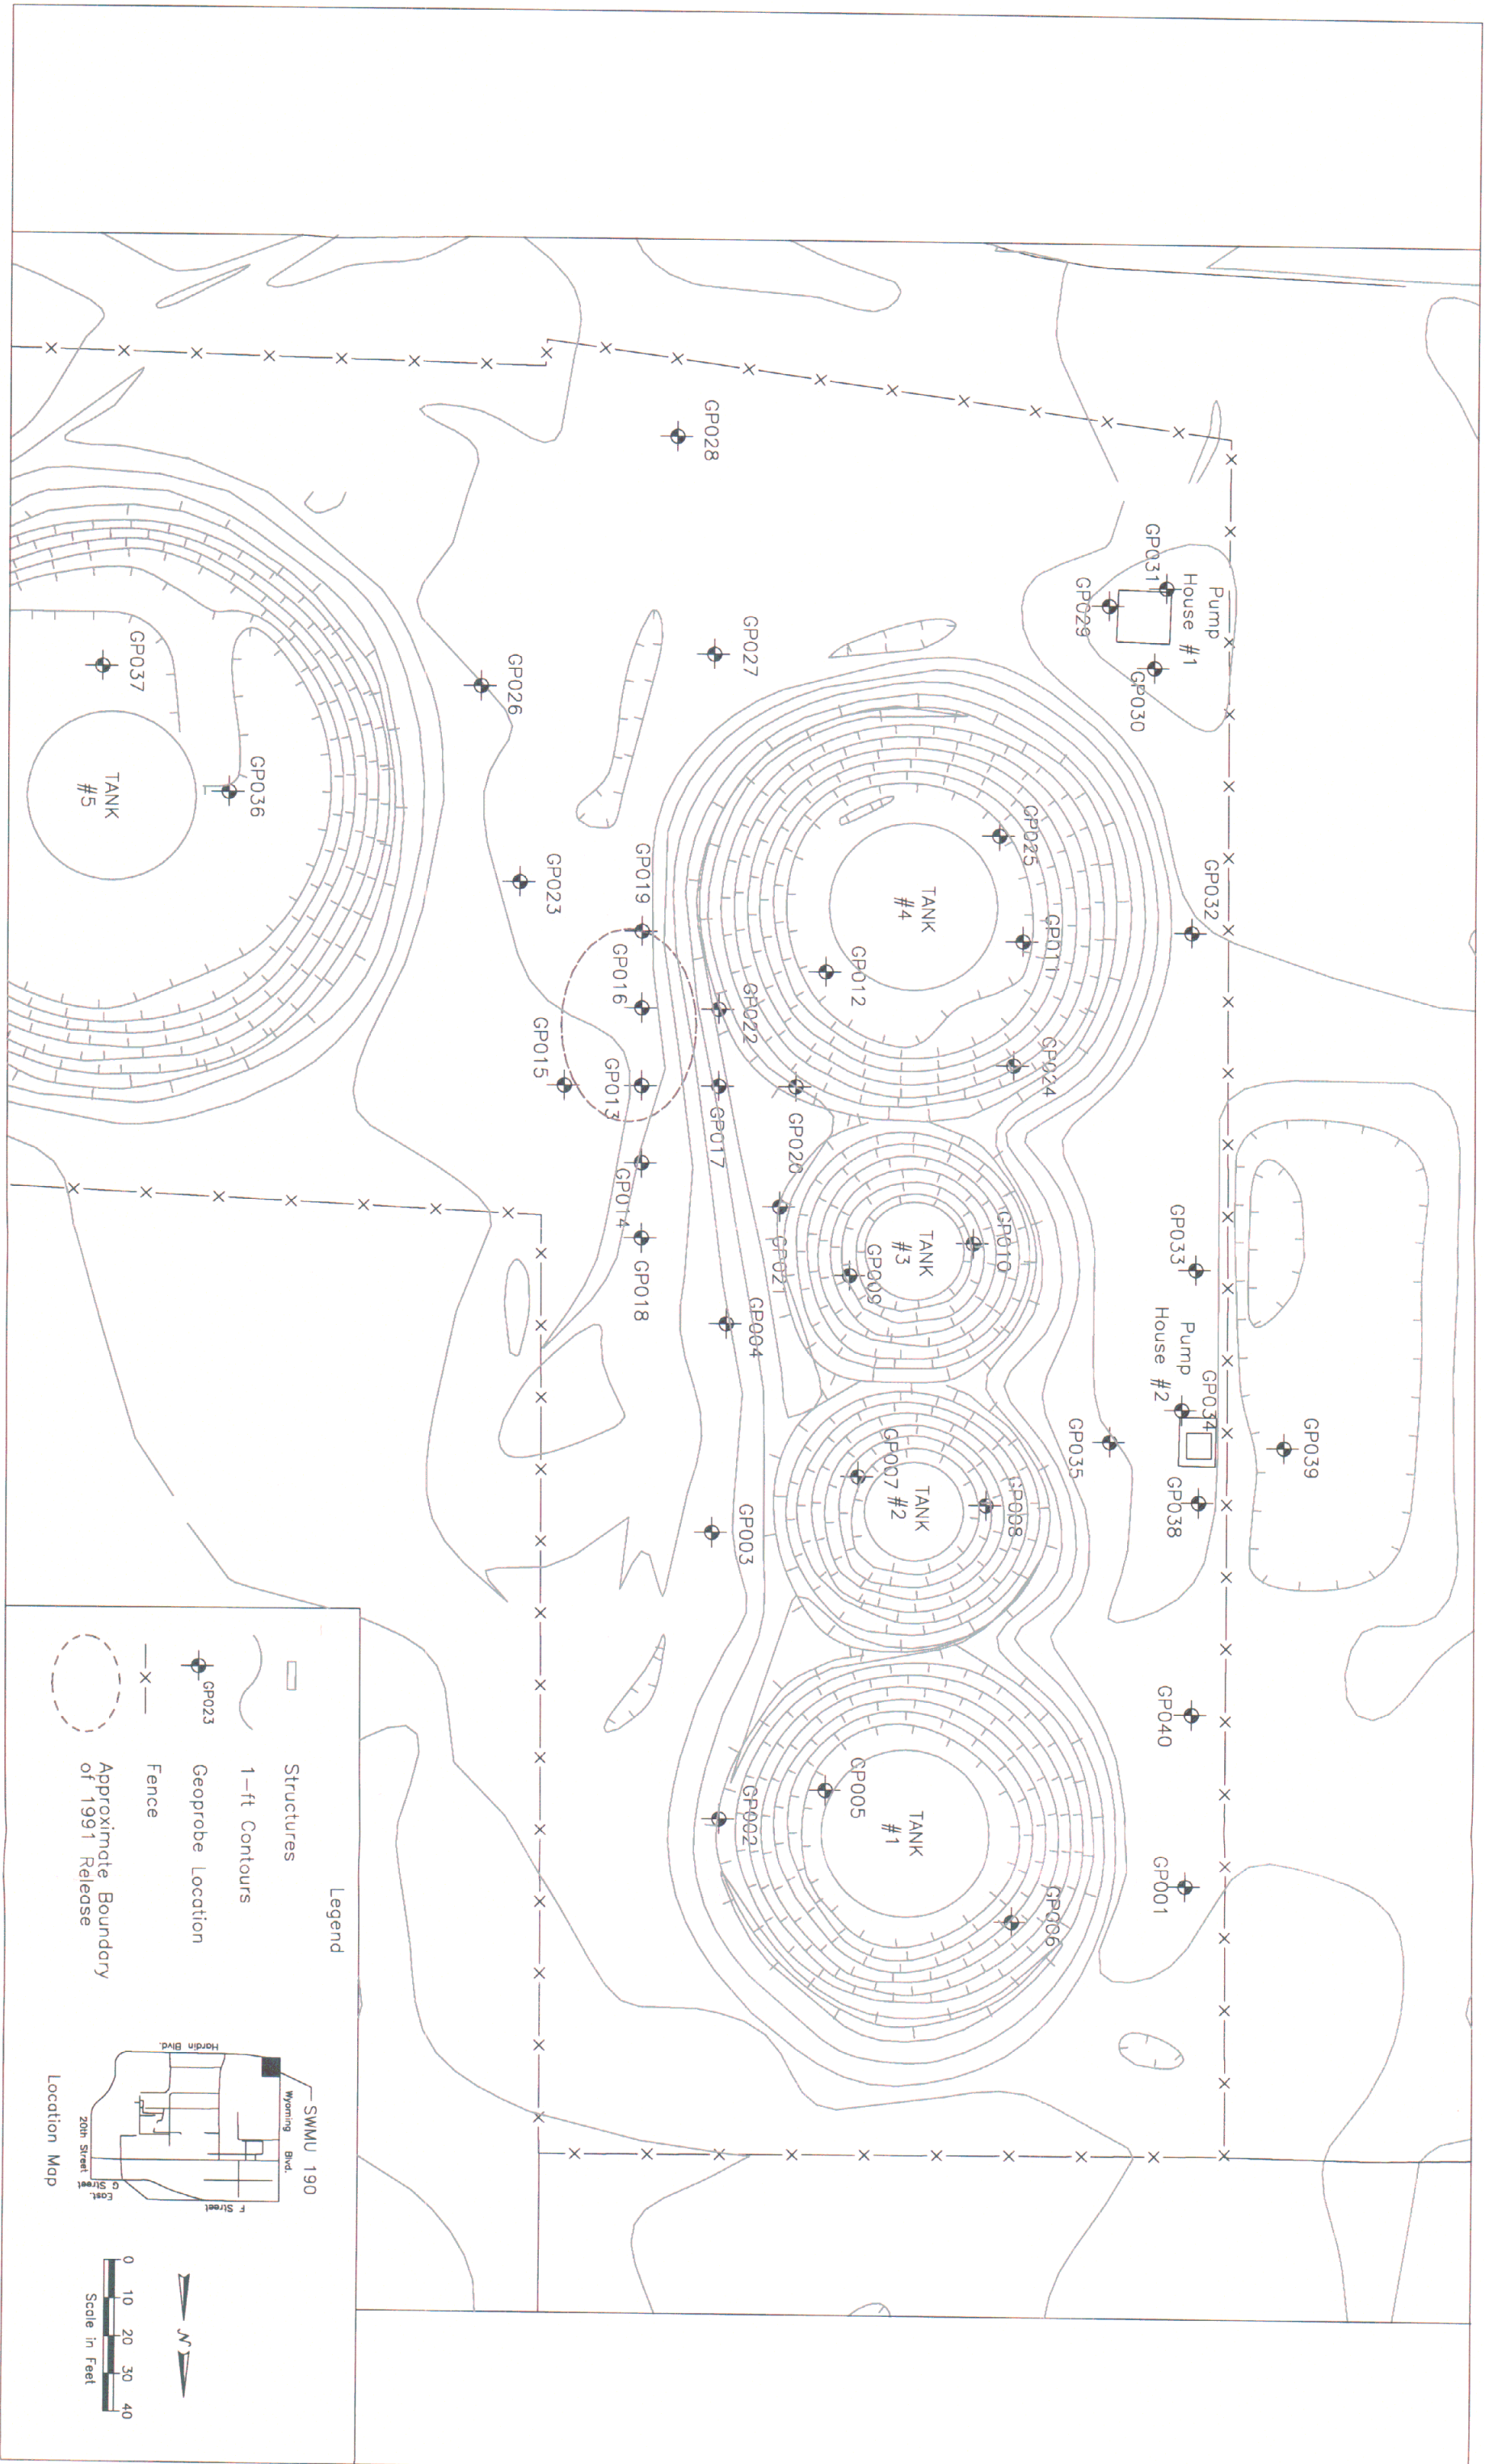 GP028
GP031
Pump
House #1
GP029
GP030
GP027
GP026
GP037
GP036
TANK
#5
GP025
GP032
GP023
GP019
TANK
#4
GP011
GP012
GP016
GP022
GP015
GP013
GP024
GP017
GP020
GP014
GP018
GP021
TANK
#3
GP010
GP009
GP004
GP033
Pump
House #2
GP034
GP035
GP039
GP038
GP007
TANK
#2
GP008
GP003
GP040
GP005
GP002
TANK
#1
GP006
GP001
Legend
Structures
1-ft Contours
GP023
Geoprobe Location
Fence
Approximate Boundary
of 1991 Release
SWMU 190
Wyoming Blvd.
Hardin Blvd.
20th Street
East
G Street
F Street
Location Map
N
0 10 20 30 40
Scale in Feet